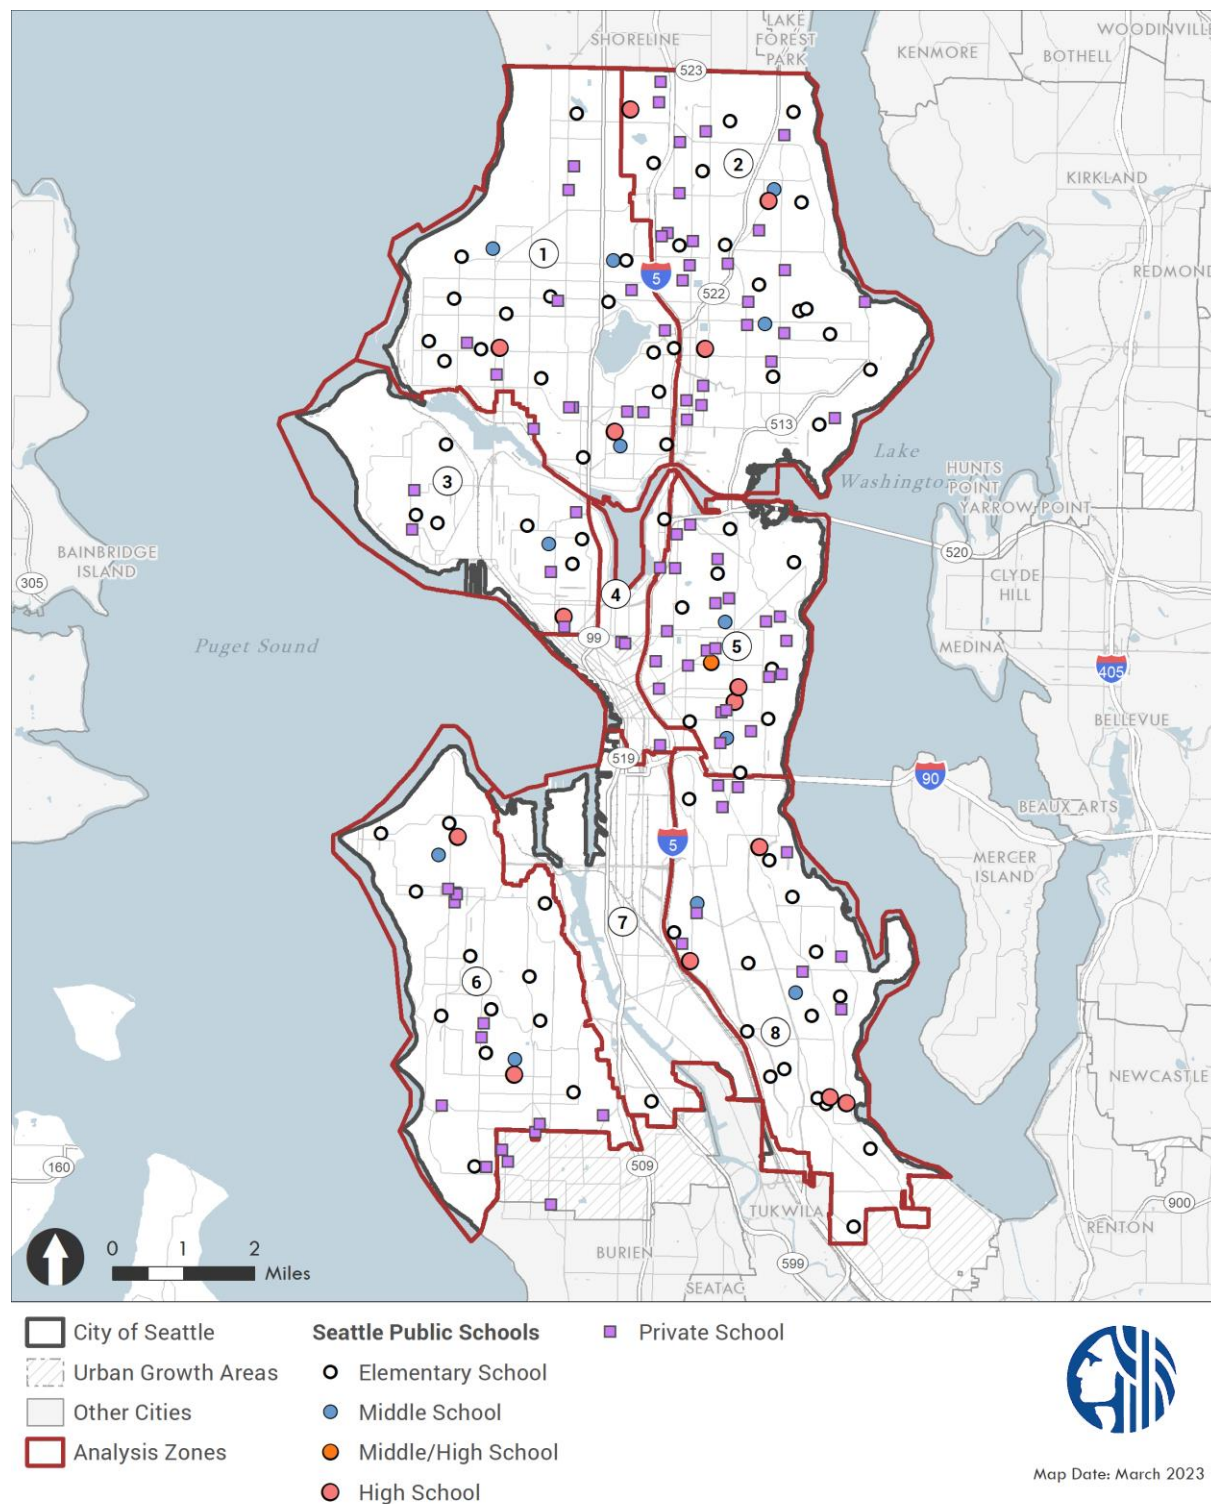 SHORELINE
LAKE
FOREST
PARK
KENMORE
BOTHELL
WOODINVILLE
523
2
KIRKLAND
1
5
522
REDMOND
513
Lake
Washington
3
HUNTS
POINT
YARROW POINT
BAINBRIDGE
ISLAND
305
520
CLYDE
HILL
4
99
Puget Sound
5
MEDINA
405
BELLEVUE
519
90
BEAUX ARTS
5
MERCER
ISLAND
7
6
8
NEWCASTLE
160
509
TUKWILA
900
RENTON
BURIEN
599
SEATAC
0 1 2
Miles
City of Seattle
Urban Growth Areas
Other Cities
Analysis Zones
Seattle Public Schools
Elementary School
Middle School
Middle/High School
High School
Private School
Map Date: March 2023